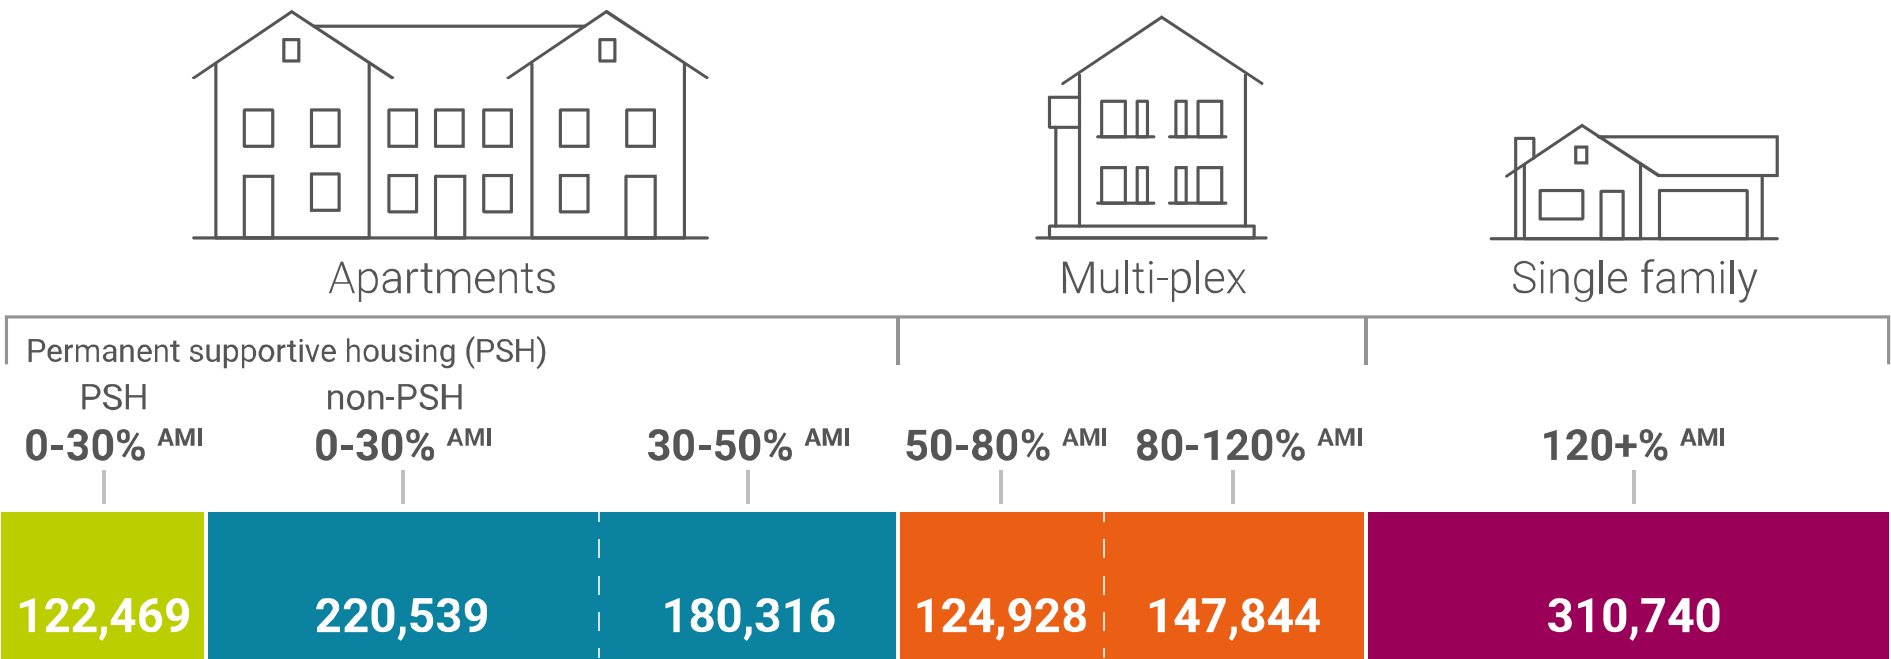 Apartments
Multi-plex
Single family
Permanent supportive housing (PSH)
PSH
non-PSH
0-30% AMI
0-30% AMI
30-50% AMI
50-80% AMI
80-120% AMI
120+% AMI
122,469
220,539
180,316
124,928
147,844
310,740